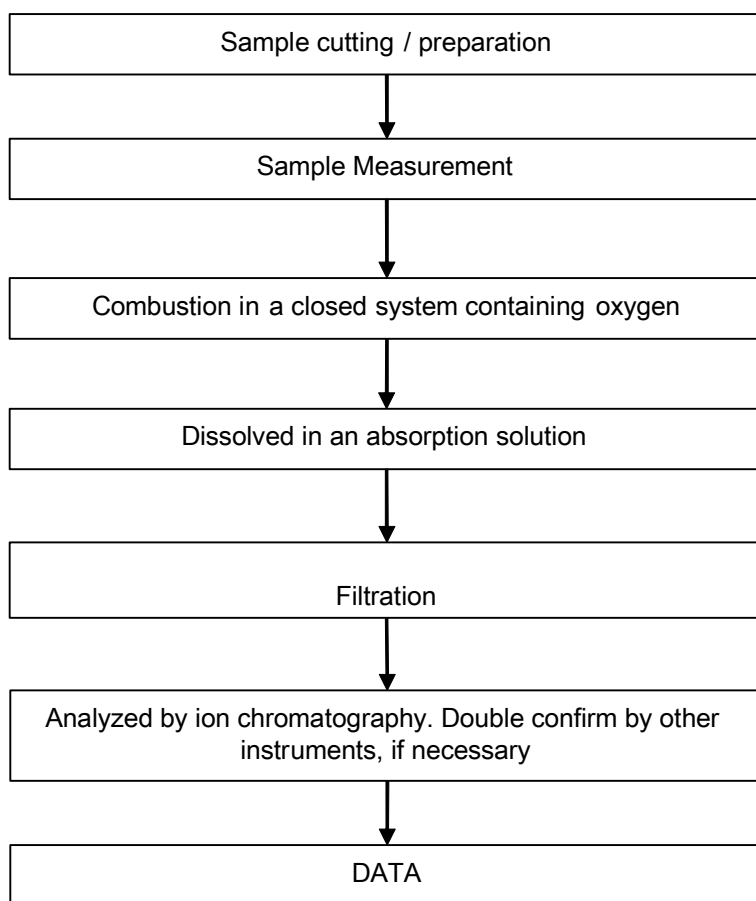 Sample cutting / preparation
Sample Measurement
Combustion in a closed system containing oxygen
Dissolved in an absorption solution
Filtration
Analyzed by ion chromatography. Double confirm by other
instruments, if necessary
DATA